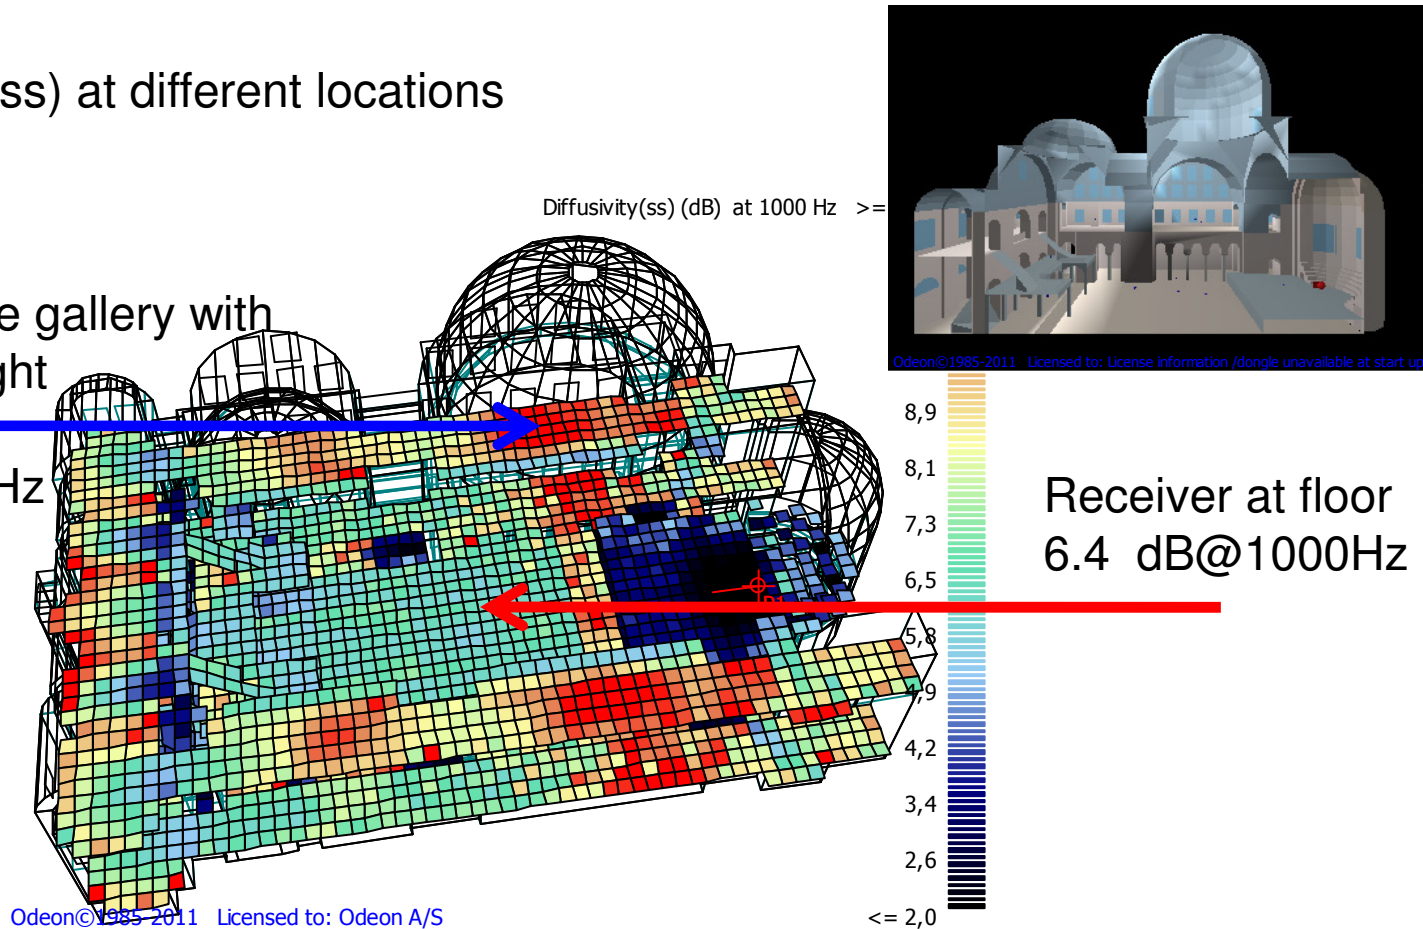 ss) at different locations
Diffusivity(ss) (dB) at 1000 Hz >=
e gallery with
ght
Hz
Odeon©1985-2011 Licensed to: License information /dongle unavailable at start up
8,9
8,1
7,3
6,5
5,8
4,9
4,2
3,4
2,6
<= 2,0
Receiver at floor
6.4 dB@1000Hz
Odeon©1985-2011 Licensed to: Odeon A/S